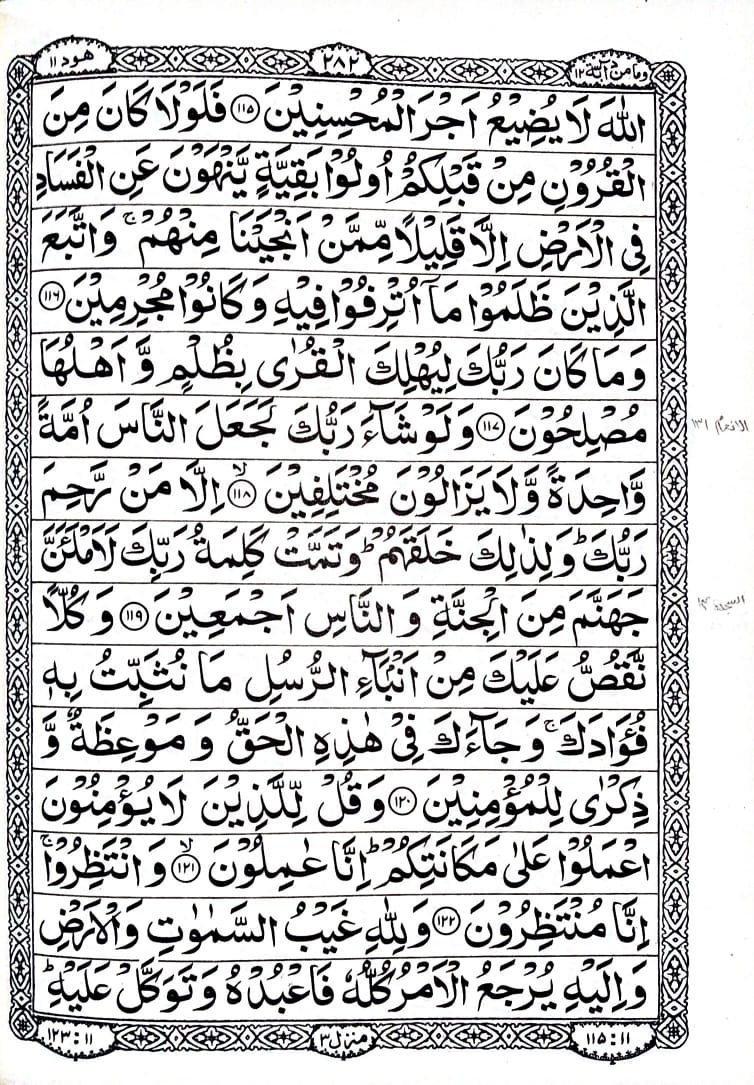 وما من دآبة ١٢
٢٨٢
هود ١١
اللّٰهَ لَا يُضِيْعُ اَجْرَ الْمُحْسِنِيْنَ ﴿١١٥﴾ فَلَوْلَا كَانَ مِنَ
الْقُرُوْنِ مِنْ قَبْلِكُمْ اُولُوْا بَقِيَّةٍ يَّنْهَوْنَ عَنِ الْفَسَادِ
فِى الْاَرْضِ اِلَّا قَلِيْلًا مِّمَّنْ اَنْجَيْنَا مِنْهُمْ ۚ وَاتَّبَعَ
الَّذِيْنَ ظَلَمُوْا مَاۤ اُتْرِفُوْا فِيْهِ وَكَانُوْا مُجْرِمِيْنَ ﴿١١٦﴾
وَمَا كَانَ رَبُّكَ لِيُهْلِكَ الْقُرٰى بِظُلْمٍ وَّاَهْلُهَا
مُصْلِحُوْنَ ﴿١١٧﴾ وَلَوْ شَآءَ رَبُّكَ لَجَعَلَ النَّاسَ اُمَّةً
وَّاحِدَةً وَّلَا يَزَالُوْنَ مُخْتَلِفِيْنَ ۙ﴿١١٨﴾ اِلَّا مَنْ رَّحِمَ
رَبُّكَ ؕ وَلِذٰلِكَ خَلَقَهُمْ ؕ وَتَمَّتْ كَلِمَةُ رَبِّكَ لَاَمْلَئَنَّ
جَهَنَّمَ مِنَ الْجِنَّةِ وَالنَّاسِ اَجْمَعِيْنَ ﴿١١٩﴾ وَكُلًّا
نَّقُصُّ عَلَيْكَ مِنْ اَنْۢبَآءِ الرُّسُلِ مَا نُثَبِّتُ بِهٖ
فُؤَادَكَ ۚ وَجَآءَكَ فِىْ هٰذِهِ الْحَقُّ وَمَوْعِظَةٌ وَّ
ذِكْرٰى لِلْمُؤْمِنِيْنَ ﴿١٢٠﴾ وَقُلْ لِّلَّذِيْنَ لَا يُؤْمِنُوْنَ
اعْمَلُوْا عَلٰى مَكَانَتِكُمْ ؕ اِنَّا عٰمِلُوْنَ ۙ﴿١٢١﴾ وَانْتَظِرُوْا ۚ
اِنَّا مُنْتَظِرُوْنَ ﴿١٢٢﴾ وَلِلّٰهِ غَيْبُ السَّمٰوٰتِ وَالْاَرْضِ
وَاِلَيْهِ يُرْجَعُ الْاَمْرُ كُلُّهٗ فَاعْبُدْهُ وَتَوَكَّلْ عَلَيْهِ ؕ
١١ : ١١٥
منزل ٣
١١ : ١٢٣
الانعام ١٣١
السجدة ١٣